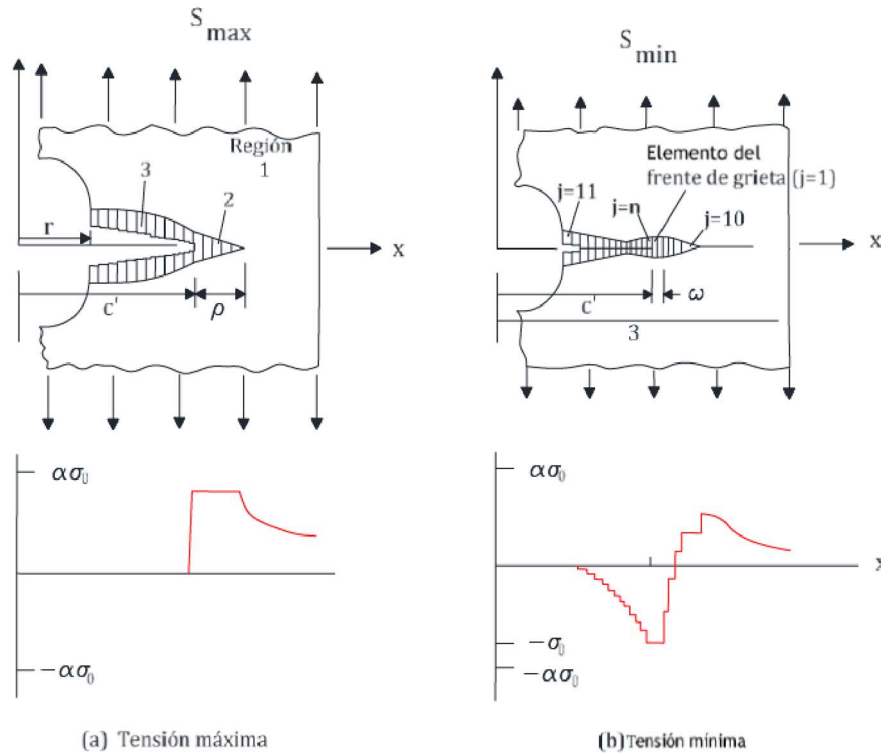 S max
Región
1
3
2
r
x
c'
ρ
ασ₀
−ασ₀
(a) Tensión máxima
S min
Elemento del
frente de grieta (j=1)
j=11
j=n
j=10
x
c'
ω
3
ασ₀
x
−σ₀
−ασ₀
(b) Tensión mínima